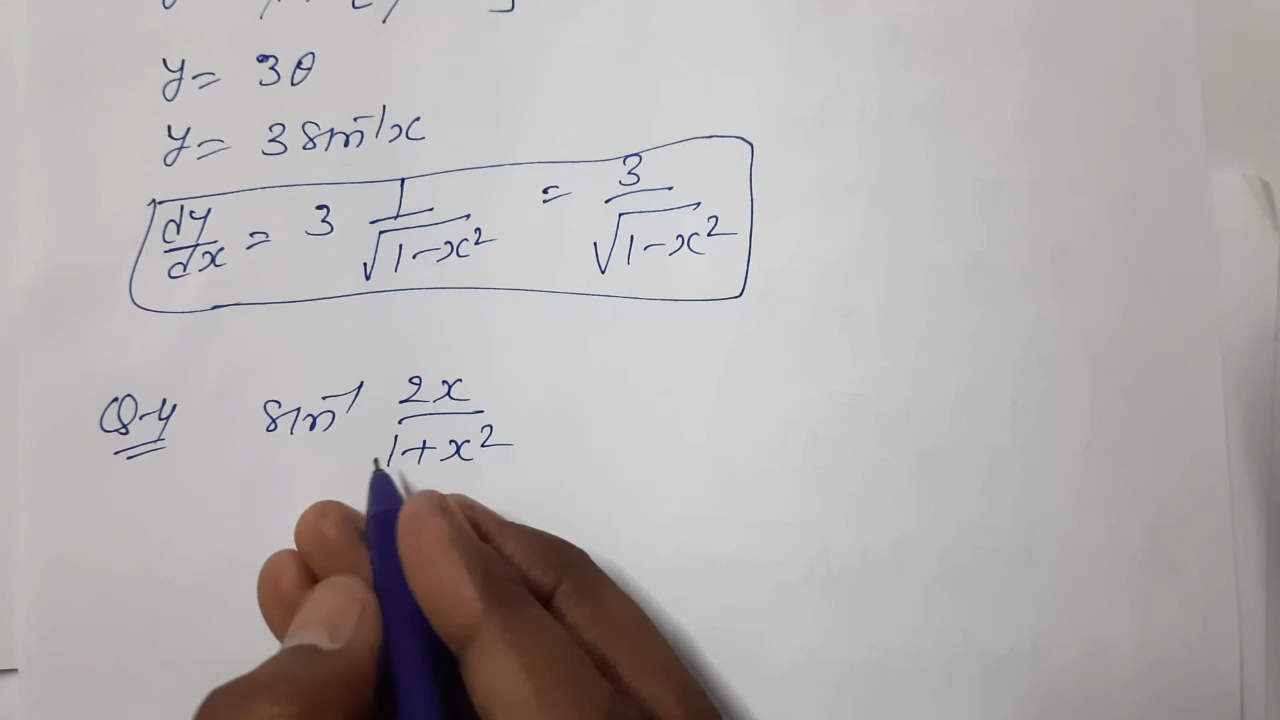 y = 3θ
y = 3 sin⁻¹x
dy/dx = 3 1/√(1-x²) = 3/√(1-x²)
Q-4 sin⁻¹ 2x/(1+x²)